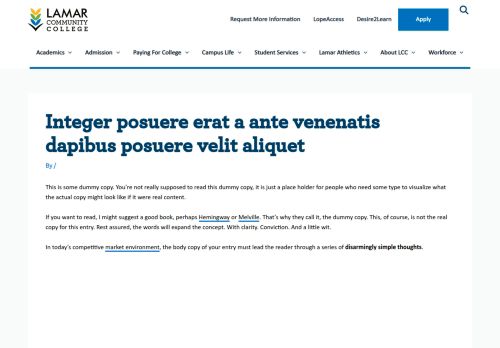 LAMAR
COMMUNITY
COLLEGE
Request More Information LopeAccess Desire2Learn Apply
Academics Admission Paying For College Campus Life Student Services Lamar Athletics About LCC Workforce
Integer posuere erat a ante venenatis
dapibus posuere velit aliquet
By /
This is some dummy copy. You're not really supposed to read this dummy copy, it is just a place holder for people who need some type to visualize what
the actual copy might look like if it were real content.
If you want to read, I might suggest a good book, perhaps Hemingway or Melville. That's why they call it, the dummy copy. This, of course, is not the real
copy for this entry. Rest assured, the words will expand the concept. With clarity. Conviction. And a little wit.
In today's competitive market environment, the body copy of your entry must lead the reader through a series of disarmingly simple thoughts.